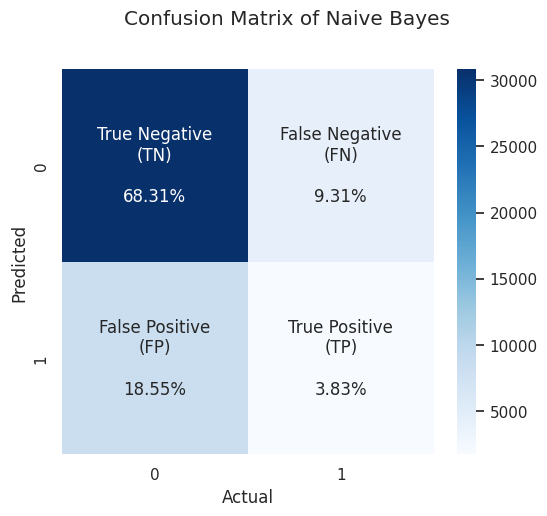 Confusion Matrix of Naive Bayes
True Negative
(TN)
68.31%
False Negative
(FN)
9.31%
False Positive
(FP)
18.55%
True Positive
(TP)
3.83%
0
1
Predicted
0
1
Actual
30000
25000
20000
15000
10000
5000